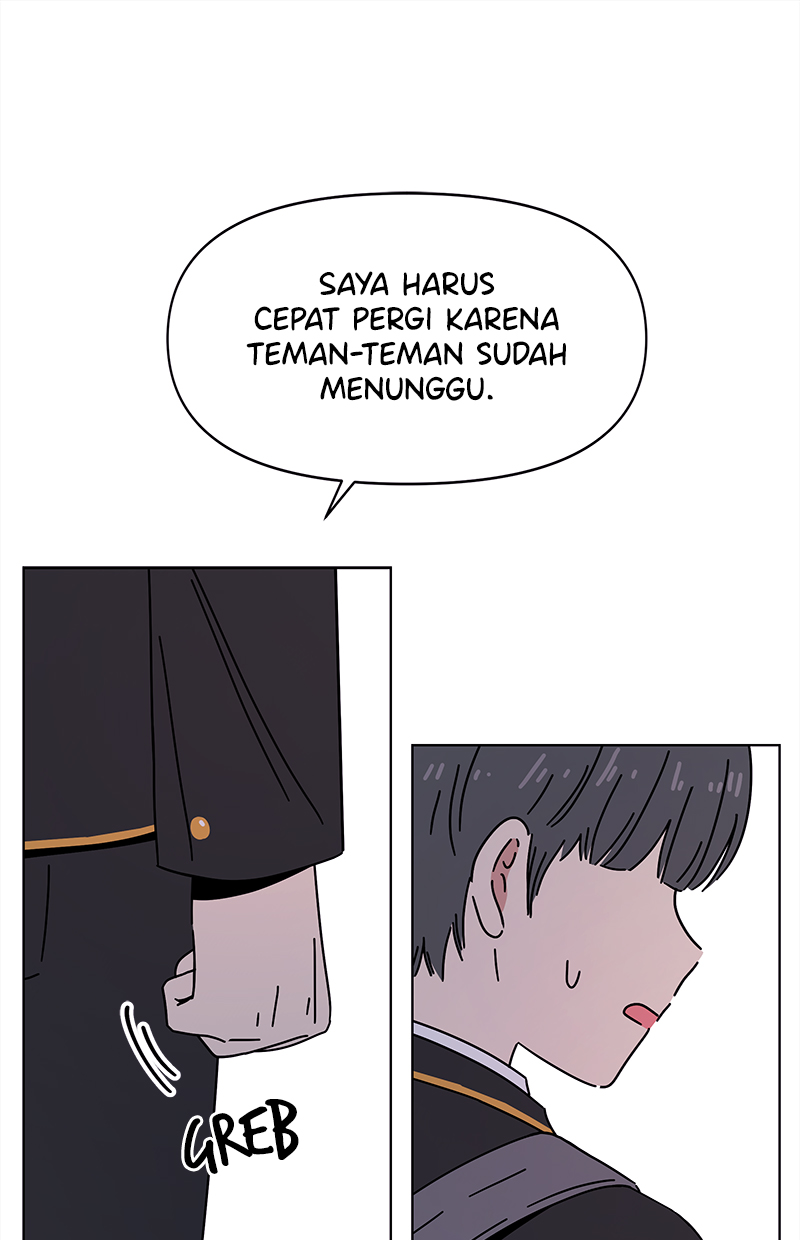 SAYA HARUS
CEPAT PERGI KARENA
TEMAN-TEMAN SUDAH
MENUNGGU.
GREB